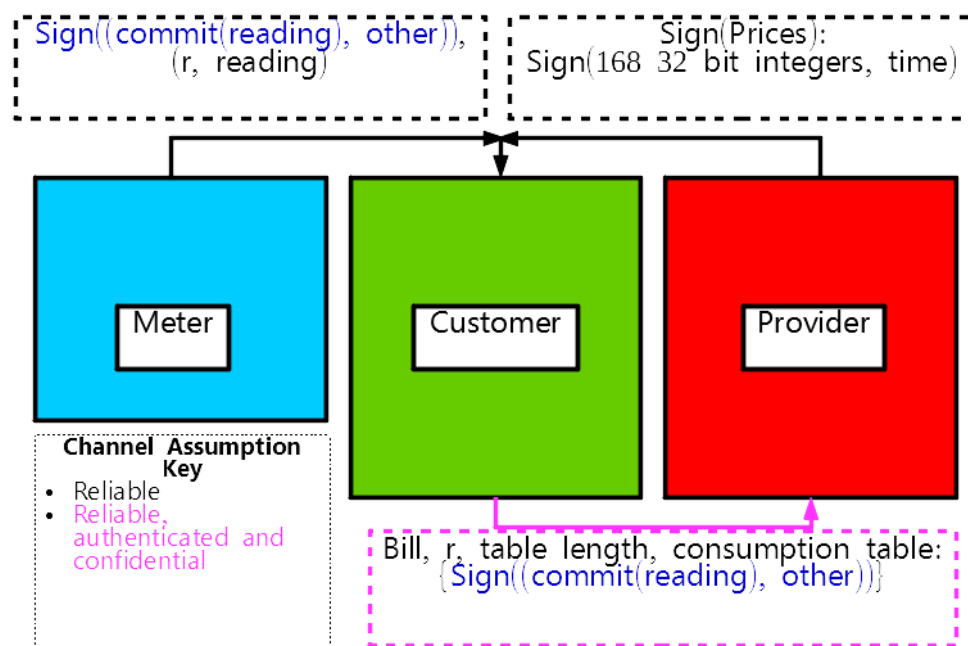 Sign((commit(reading), other)),
(r, reading)
Sign(Prices):
Sign(168 32 bit integers, time)
Meter
Customer
Provider
Channel Assumption
Key
• Reliable
• Reliable,
authenticated and
confidential
Bill, r, table length, consumption table:
{Sign((commit(reading), other))}